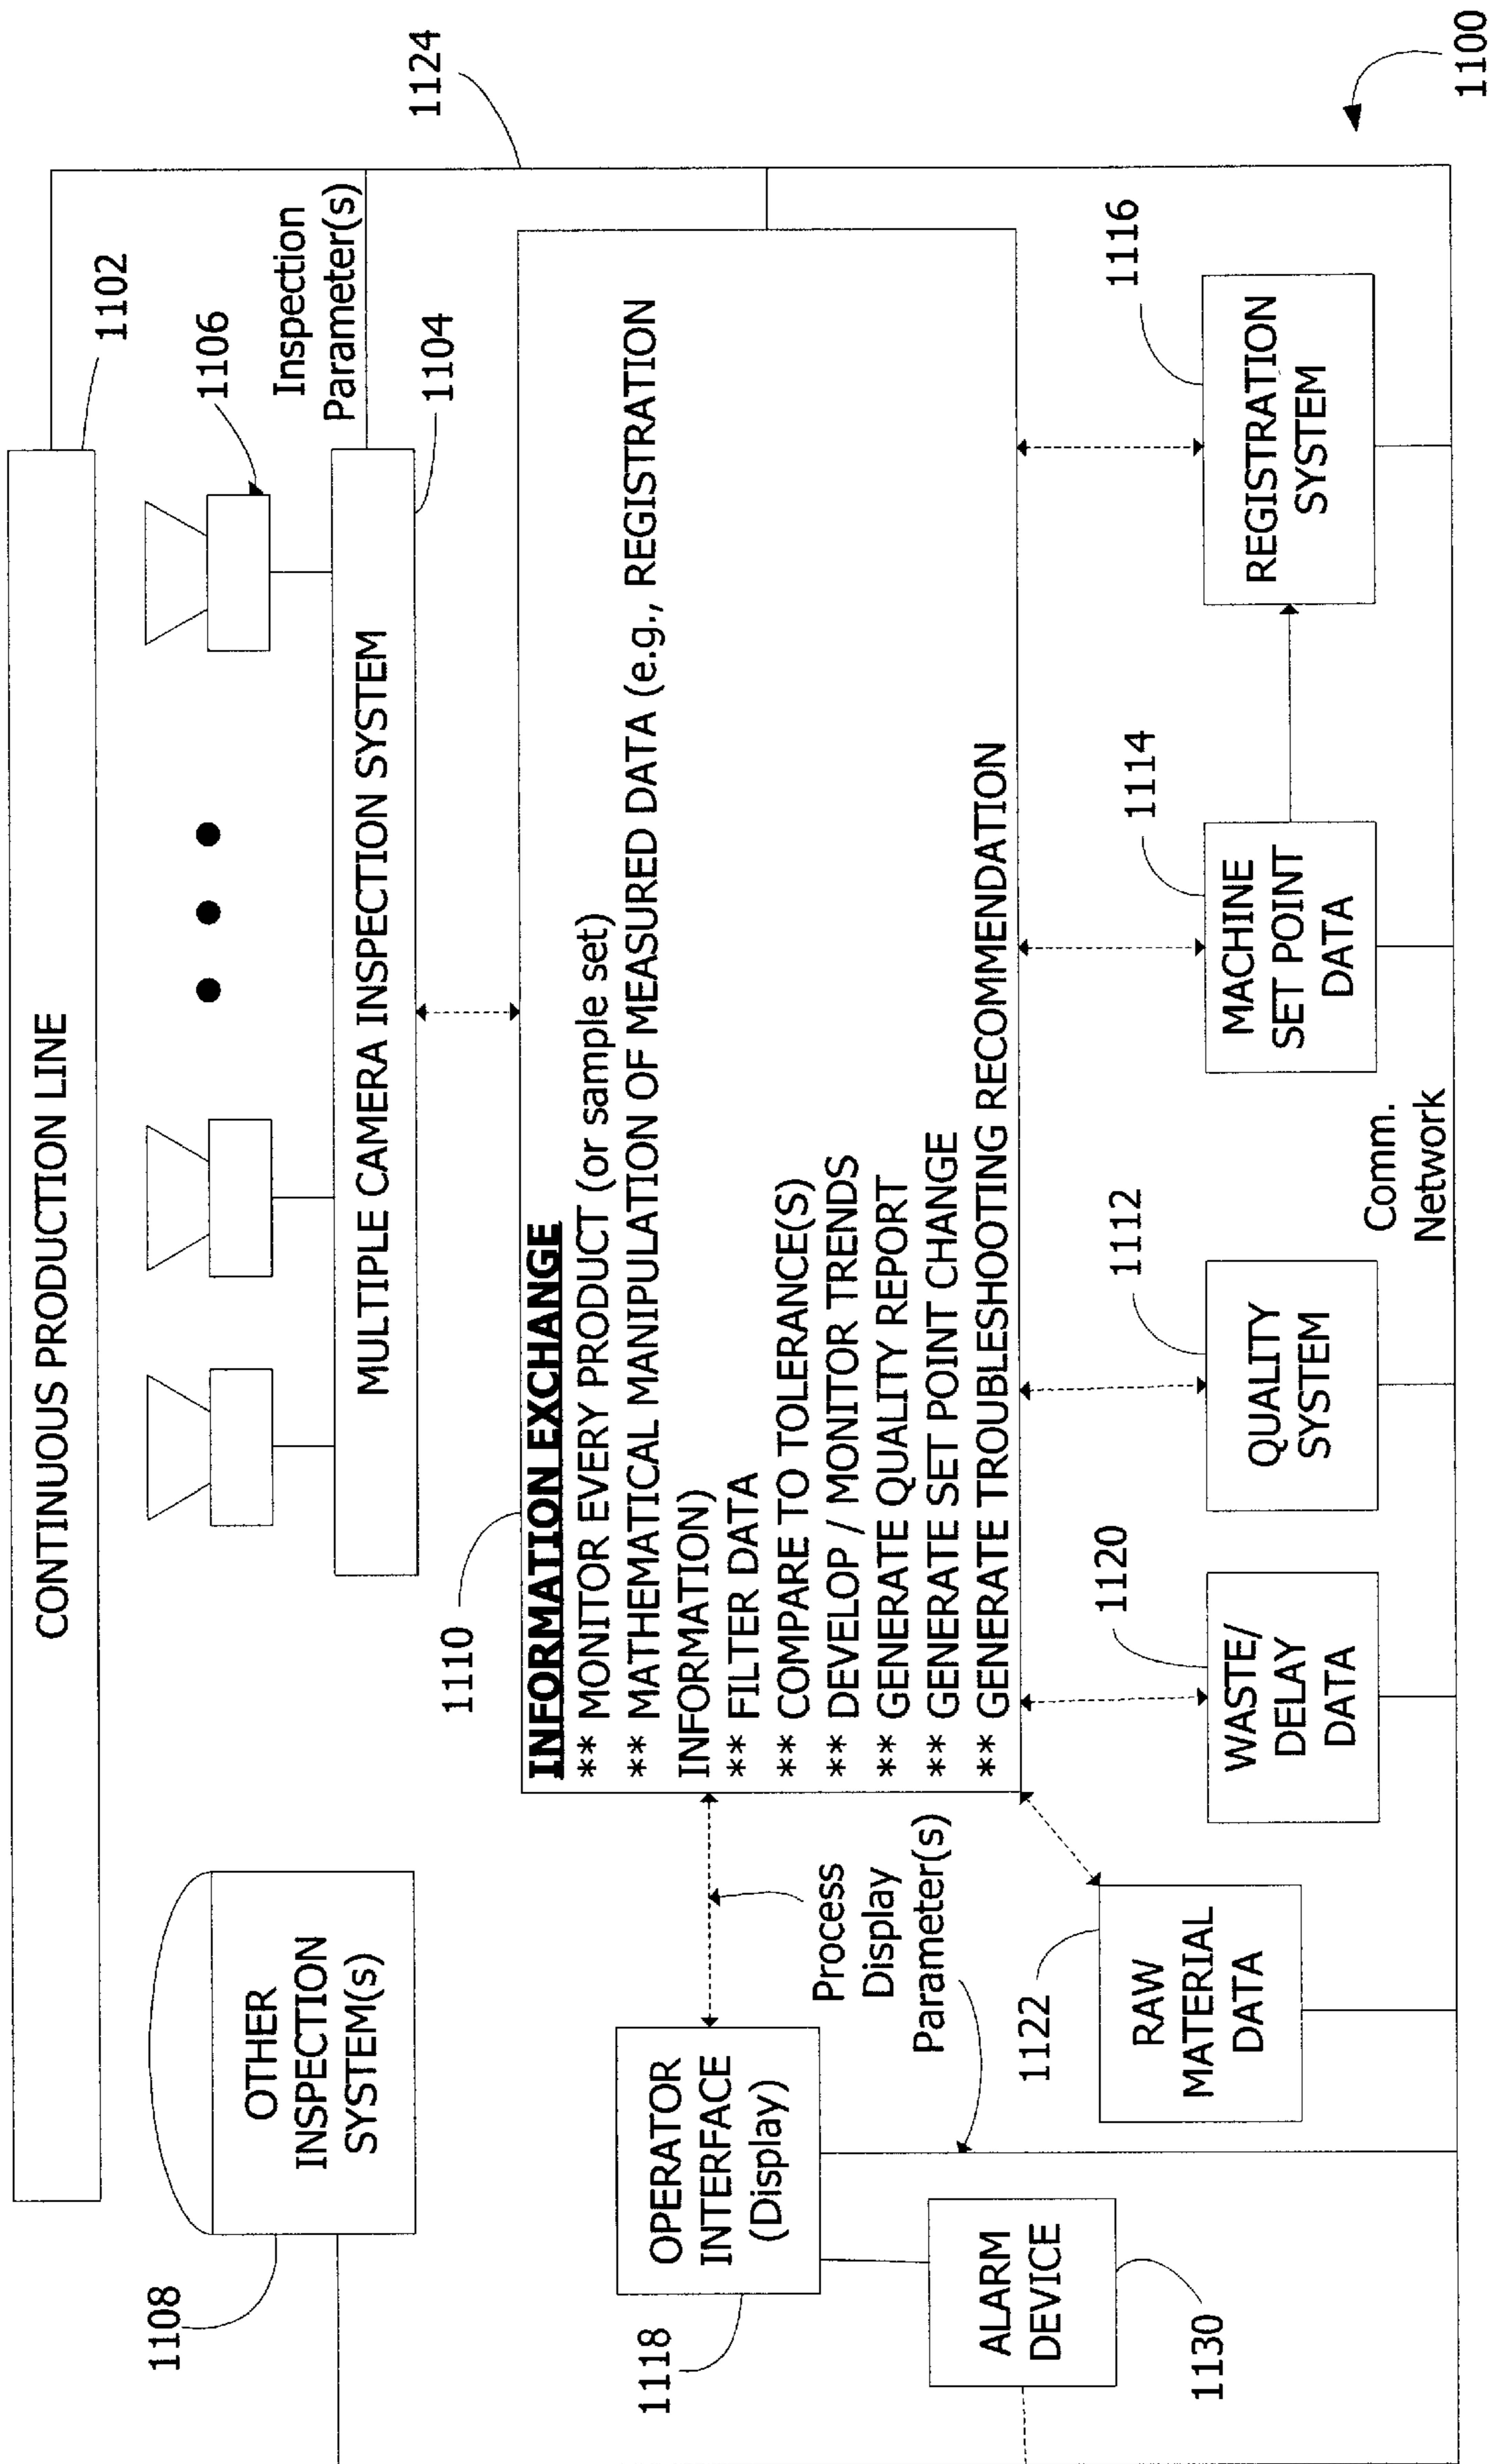 CONTINUOUS PRODUCTION LINE
1102
1124
1106
Inspection
Parameter(s)
1108
OTHER
INSPECTION
SYSTEM(s)
MULTIPLE CAMERA INSPECTION SYSTEM
1104
1110
INFORMATION EXCHANGE
** MONITOR EVERY PRODUCT (or sample set)
** MATHEMATICAL MANIPULATION OF MEASURED DATA (e.g., REGISTRATION
INFORMATION)
** FILTER DATA
** COMPARE TO TOLERANCE(S)
** DEVELOP / MONITOR TRENDS
** GENERATE QUALITY REPORT
** GENERATE SET POINT CHANGE
** GENERATE TROUBLESHOOTING RECOMMENDATION
1118
OPERATOR
INTERFACE
(Display)
Process
Display
Parameter(s)
ALARM
DEVICE
1130
1122
RAW
MATERIAL
DATA
1120
WASTE/
DELAY
DATA
1112
QUALITY
SYSTEM
1114
MACHINE
SET POINT
DATA
1116
REGISTRATION
SYSTEM
Comm.
Network
1100